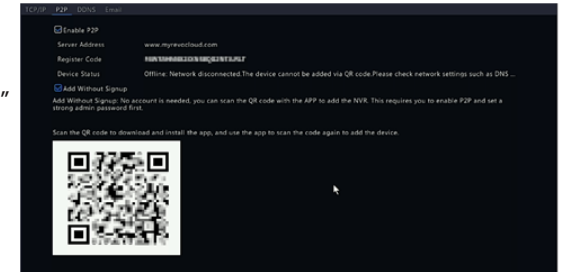 TCP/IP P2P DDNS Email
Enable P2P
Server Address www.myrevocloud.com
Register Code
Device Status Offline: Network disconnected.The device cannot be added via QR code.Please check network settings such as DNS ...
Add Without Signup
"
Add Without Signup: No account is needed, you can scan the QR code with the APP to add the NVR. This requires you to enable P2P and set a
strong admin password first.
Scan the QR code to download and install the app, and use the app to scan the code again to add the device.